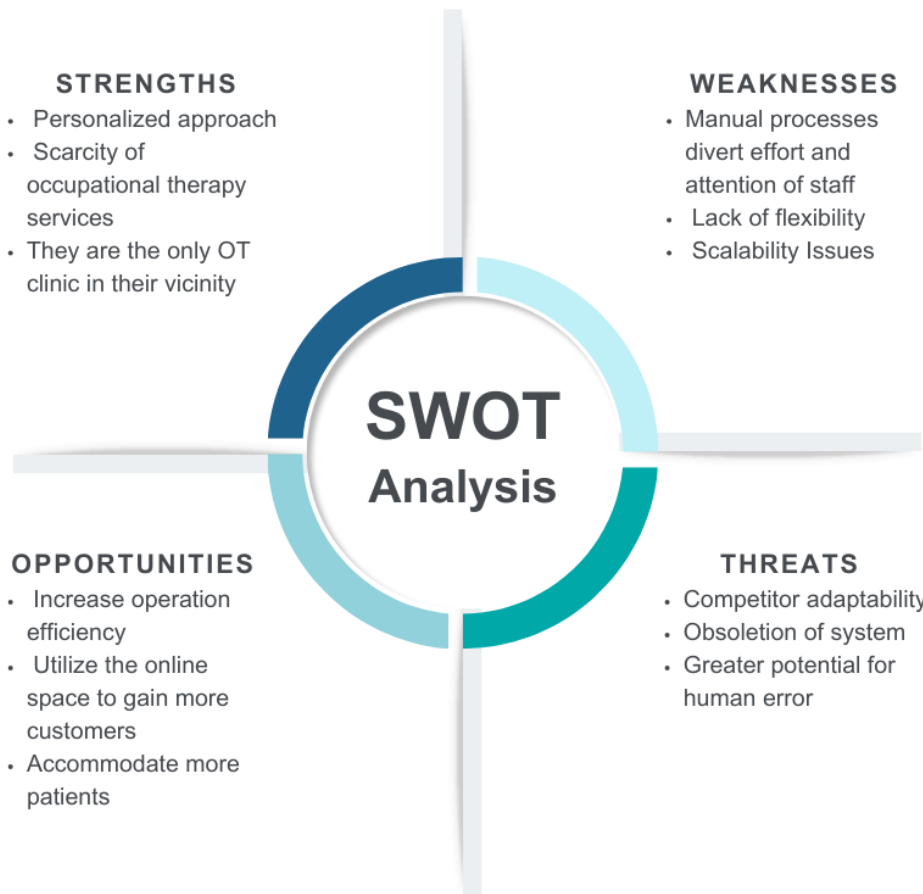 STRENGTHS
• Personalized approach
• Scarcity of
occupational therapy
services
• They are the only OT
clinic in their vicinity
WEAKNESSES
• Manual processes
divert effort and
attention of staff
• Lack of flexibility
• Scalability Issues
SWOT
Analysis
OPPORTUNITIES
• Increase operation
efficiency
• Utilize the online
space to gain more
customers
• Accommodate more
patients
THREATS
• Competitor adaptability
• Obsoletion of system
• Greater potential for
human error